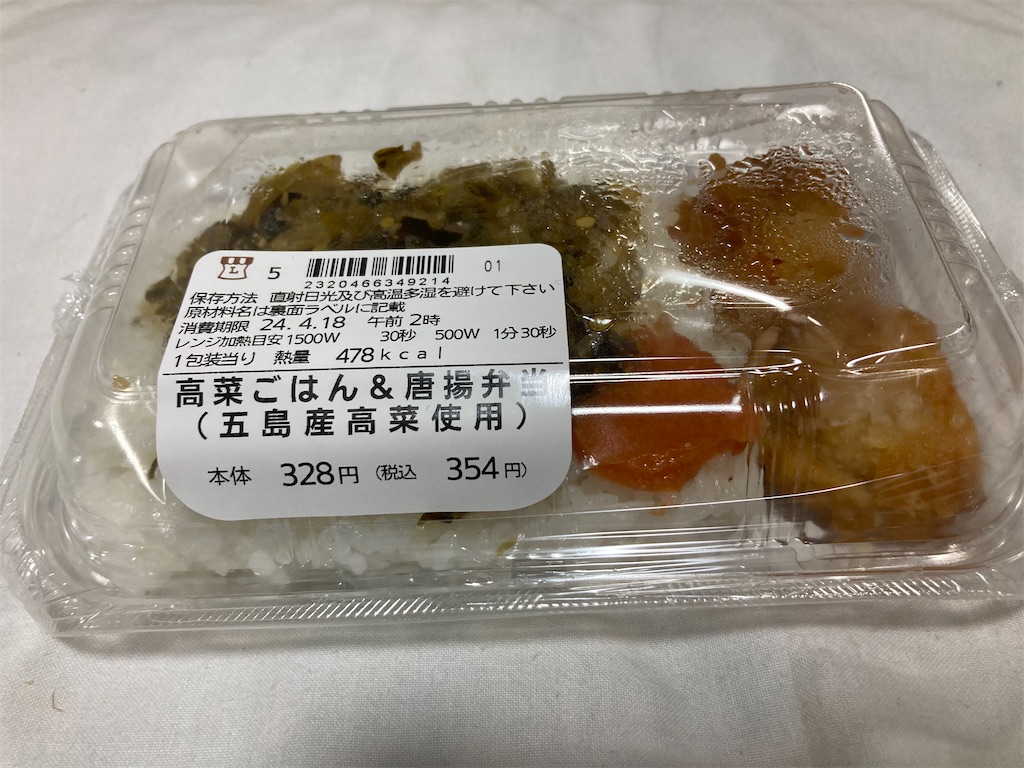 L 5 01
2320466349214
保存方法 直射日光及び高温多湿を避けて下さい
原材料名は裏面ラベルに記載
消費期限 24.4.18 午前 2時
レンジ加熱目安1500W 30秒 500W 1分30秒
1包装当り 熱量 478kcal
高菜ごはん&唐揚弁当
(五島産高菜使用)
本体 328円 (税込 354円)